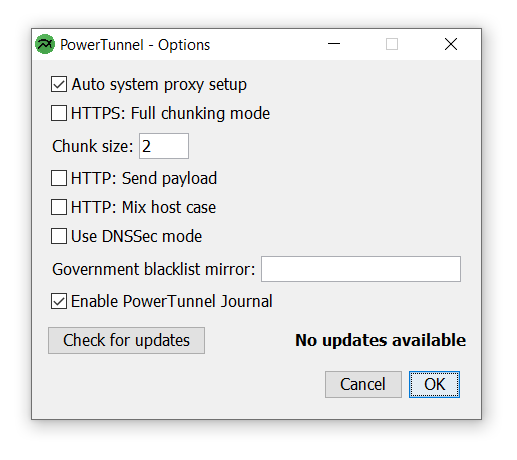 PowerTunnel - Options
Auto system proxy setup
HTTPS: Full chunking mode
Chunk size: 2
HTTP: Send payload
HTTP: Mix host case
Use DNSSec mode
Government blacklist mirror:
Enable PowerTunnel Journal
Check for updates No updates available
Cancel OK